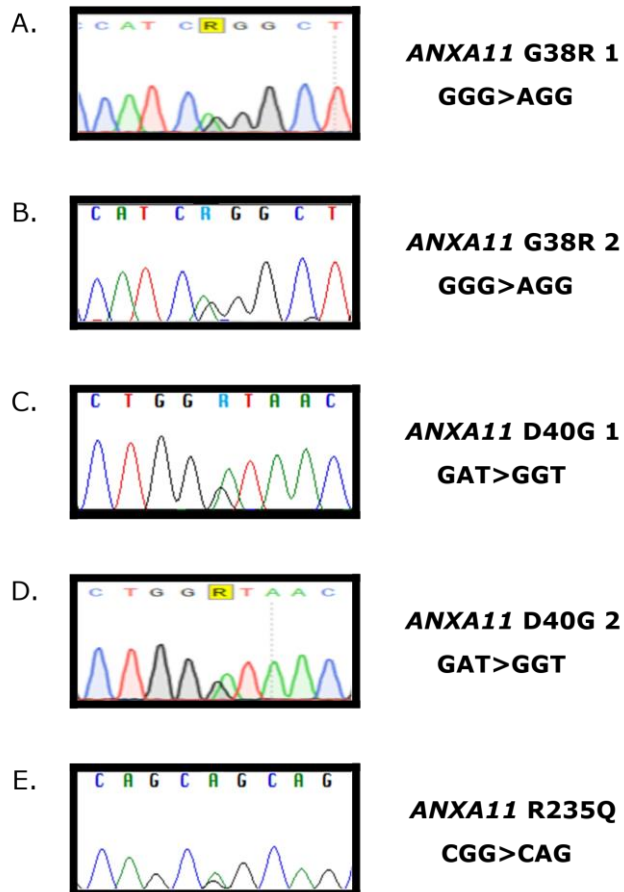 A.
C C A T C R G G C T
ANXA11 G38R 1
GGG>AGG
B.
C A T C R G G C T
ANXA11 G38R 2
GGG>AGG
C.
C T G G R T A A C
ANXA11 D40G 1
GAT>GGT
D.
C T G G R T A A C
ANXA11 D40G 2
GAT>GGT
E.
C A G C A G C A G
ANXA11 R235Q
CGG>CAG